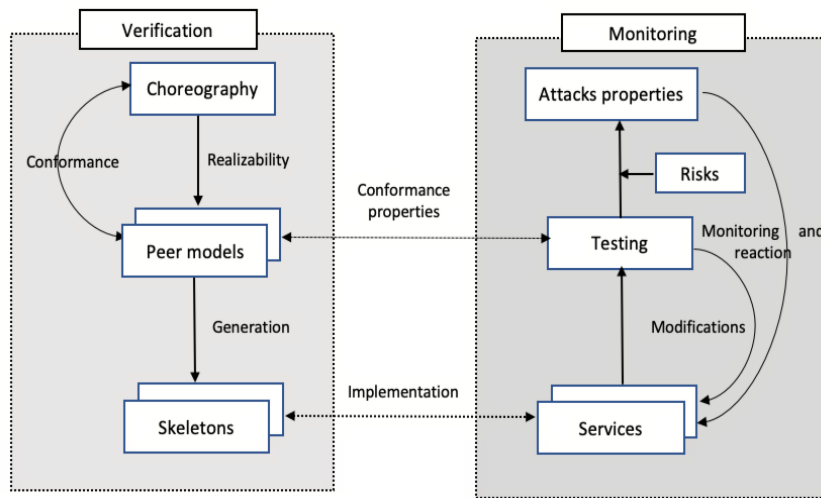 Verification
Monitoring
Choreography
Attacks properties
Conformance
Realizability
Risks
Conformance
properties
Peer models
Testing
Monitoring and
reaction
Generation
Modifications
Implementation
Skeletons
Services